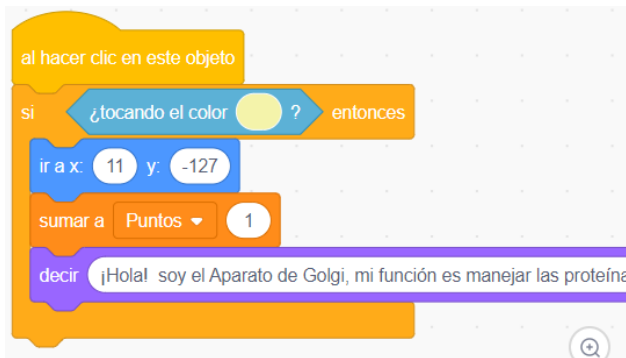 al hacer clic en este objeto
si ¿tocando el color ? entonces
ir a x: 11 y: -127
sumar a Puntos 1
decir ¡Hola! soy el Aparato de Golgi, mi función es manejar las proteína